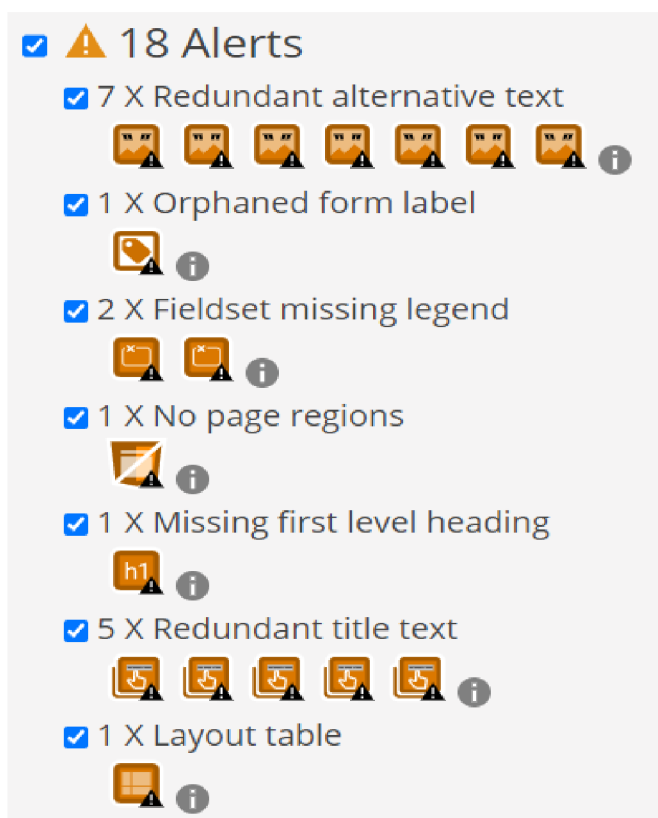 18 Alerts
7 X Redundant alternative text
1 X Orphaned form label
2 X Fieldset missing legend
1 X No page regions
1 X Missing first level heading
h1
5 X Redundant title text
1 X Layout table